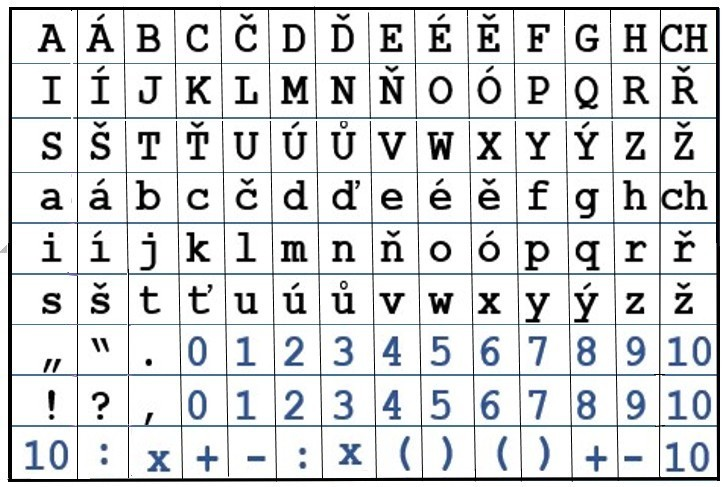 A Á B C Č D Ď E É Ě F G H CH
I Í J K L M N Ň O Ó P Q R Ř
S Š T Ť U Ú Ů V W X Y Ý Z Ž
a á b c č d ď e é ě f g h ch
i í j k l m n ň o ó p q r ř
s š t ť u ú ů v w x y ý z ž
„ “ . 0 1 2 3 4 5 6 7 8 9 10
! ? , 0 1 2 3 4 5 6 7 8 9 10
10 : x + - : x ( ) ( ) + - 10